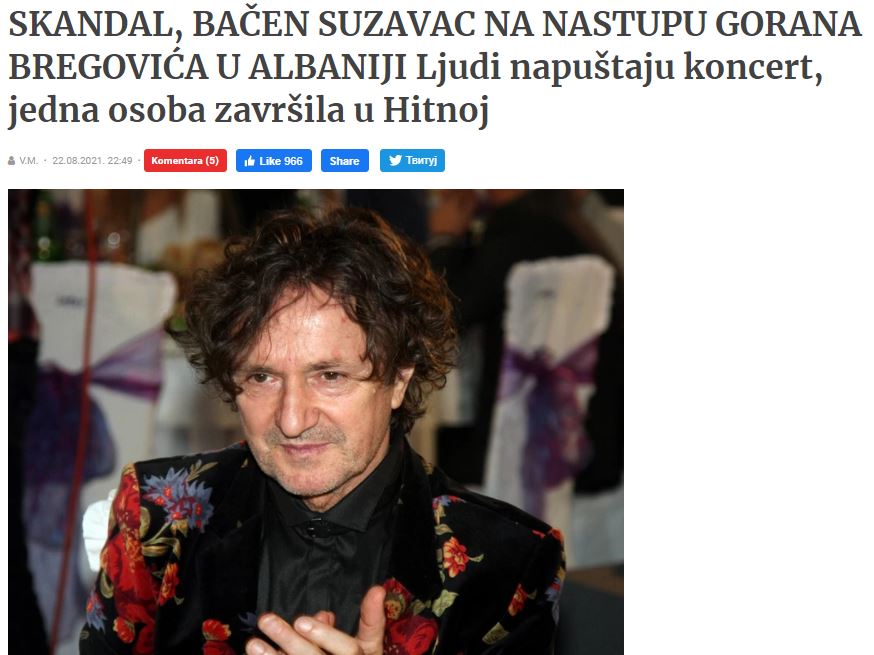 SKANDAL, BAČEN SUZAVAC NA NASTUPU GORANA
BREGOVIĆA U ALBANIJI Ljudi napuštaju koncert,
jedna osoba završila u Hitnoj
V.M. · 22.08.2021. 22:49 · Komentara (5) Like 966 Share Твитуј